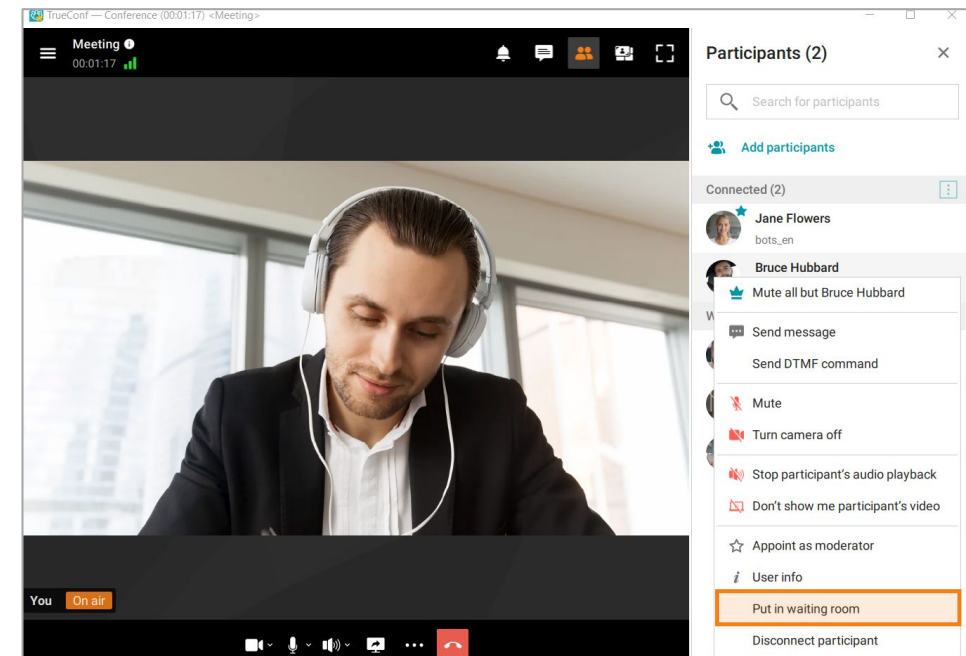 TrueConf — Conference (00:01:17) <Meeting>
Meeting
00:01:17
Participants (2)
Search for participants
Add participants
Connected (2)
Jane Flowers
bots_en
Bruce Hubbard
Mute all but Bruce Hubbard
W
Send message
Send DTMF command
Mute
Turn camera off
Stop participant's audio playback
Don't show me participant's video
Appoint as moderator
User info
Put in waiting room
Disconnect participant
You On air